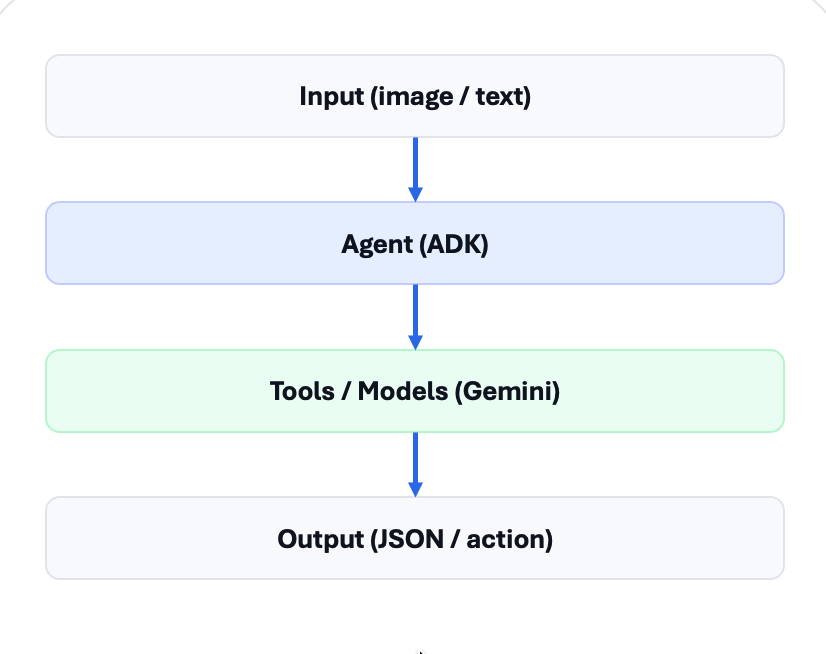 Input (image / text)
Agent (ADK)
Tools / Models (Gemini)
Output (JSON / action)